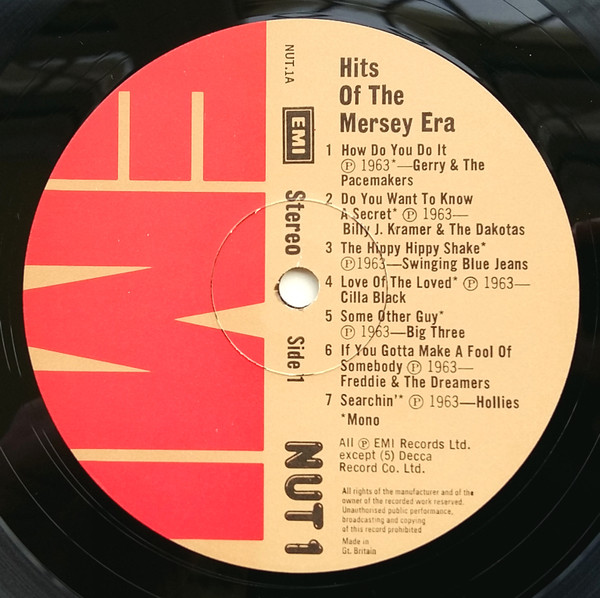 NUT.1A
EMI
Stereo
Side 1
NUT 1
EMI
Hits
Of The
Mersey Era
1 How Do You Do It
Ⓟ 1963*—Gerry & The
Pacemakers
2 Do You Want To Know
A Secret* Ⓟ 1963—
Billy J. Kramer & The Dakotas
3 The Hippy Hippy Shake*
Ⓟ1963—Swinging Blue Jeans
4 Love Of The Loved* Ⓟ 1963—
Cilla Black
5 Some Other Guy*
Ⓟ 1963—Big Three
6 If You Gotta Make A Fool Of
Somebody Ⓟ 1963—
Freddie & The Dreamers
7 Searchin'* Ⓟ 1963—Hollies
*Mono
All Ⓟ EMI Records Ltd.
except (5) Decca
Record Co. Ltd.
All rights of the manufacturer and of the
owner of the recorded work reserved.
Unauthorised public performance,
broadcasting and copying
of this record prohibited
Made in
Gt. Britain